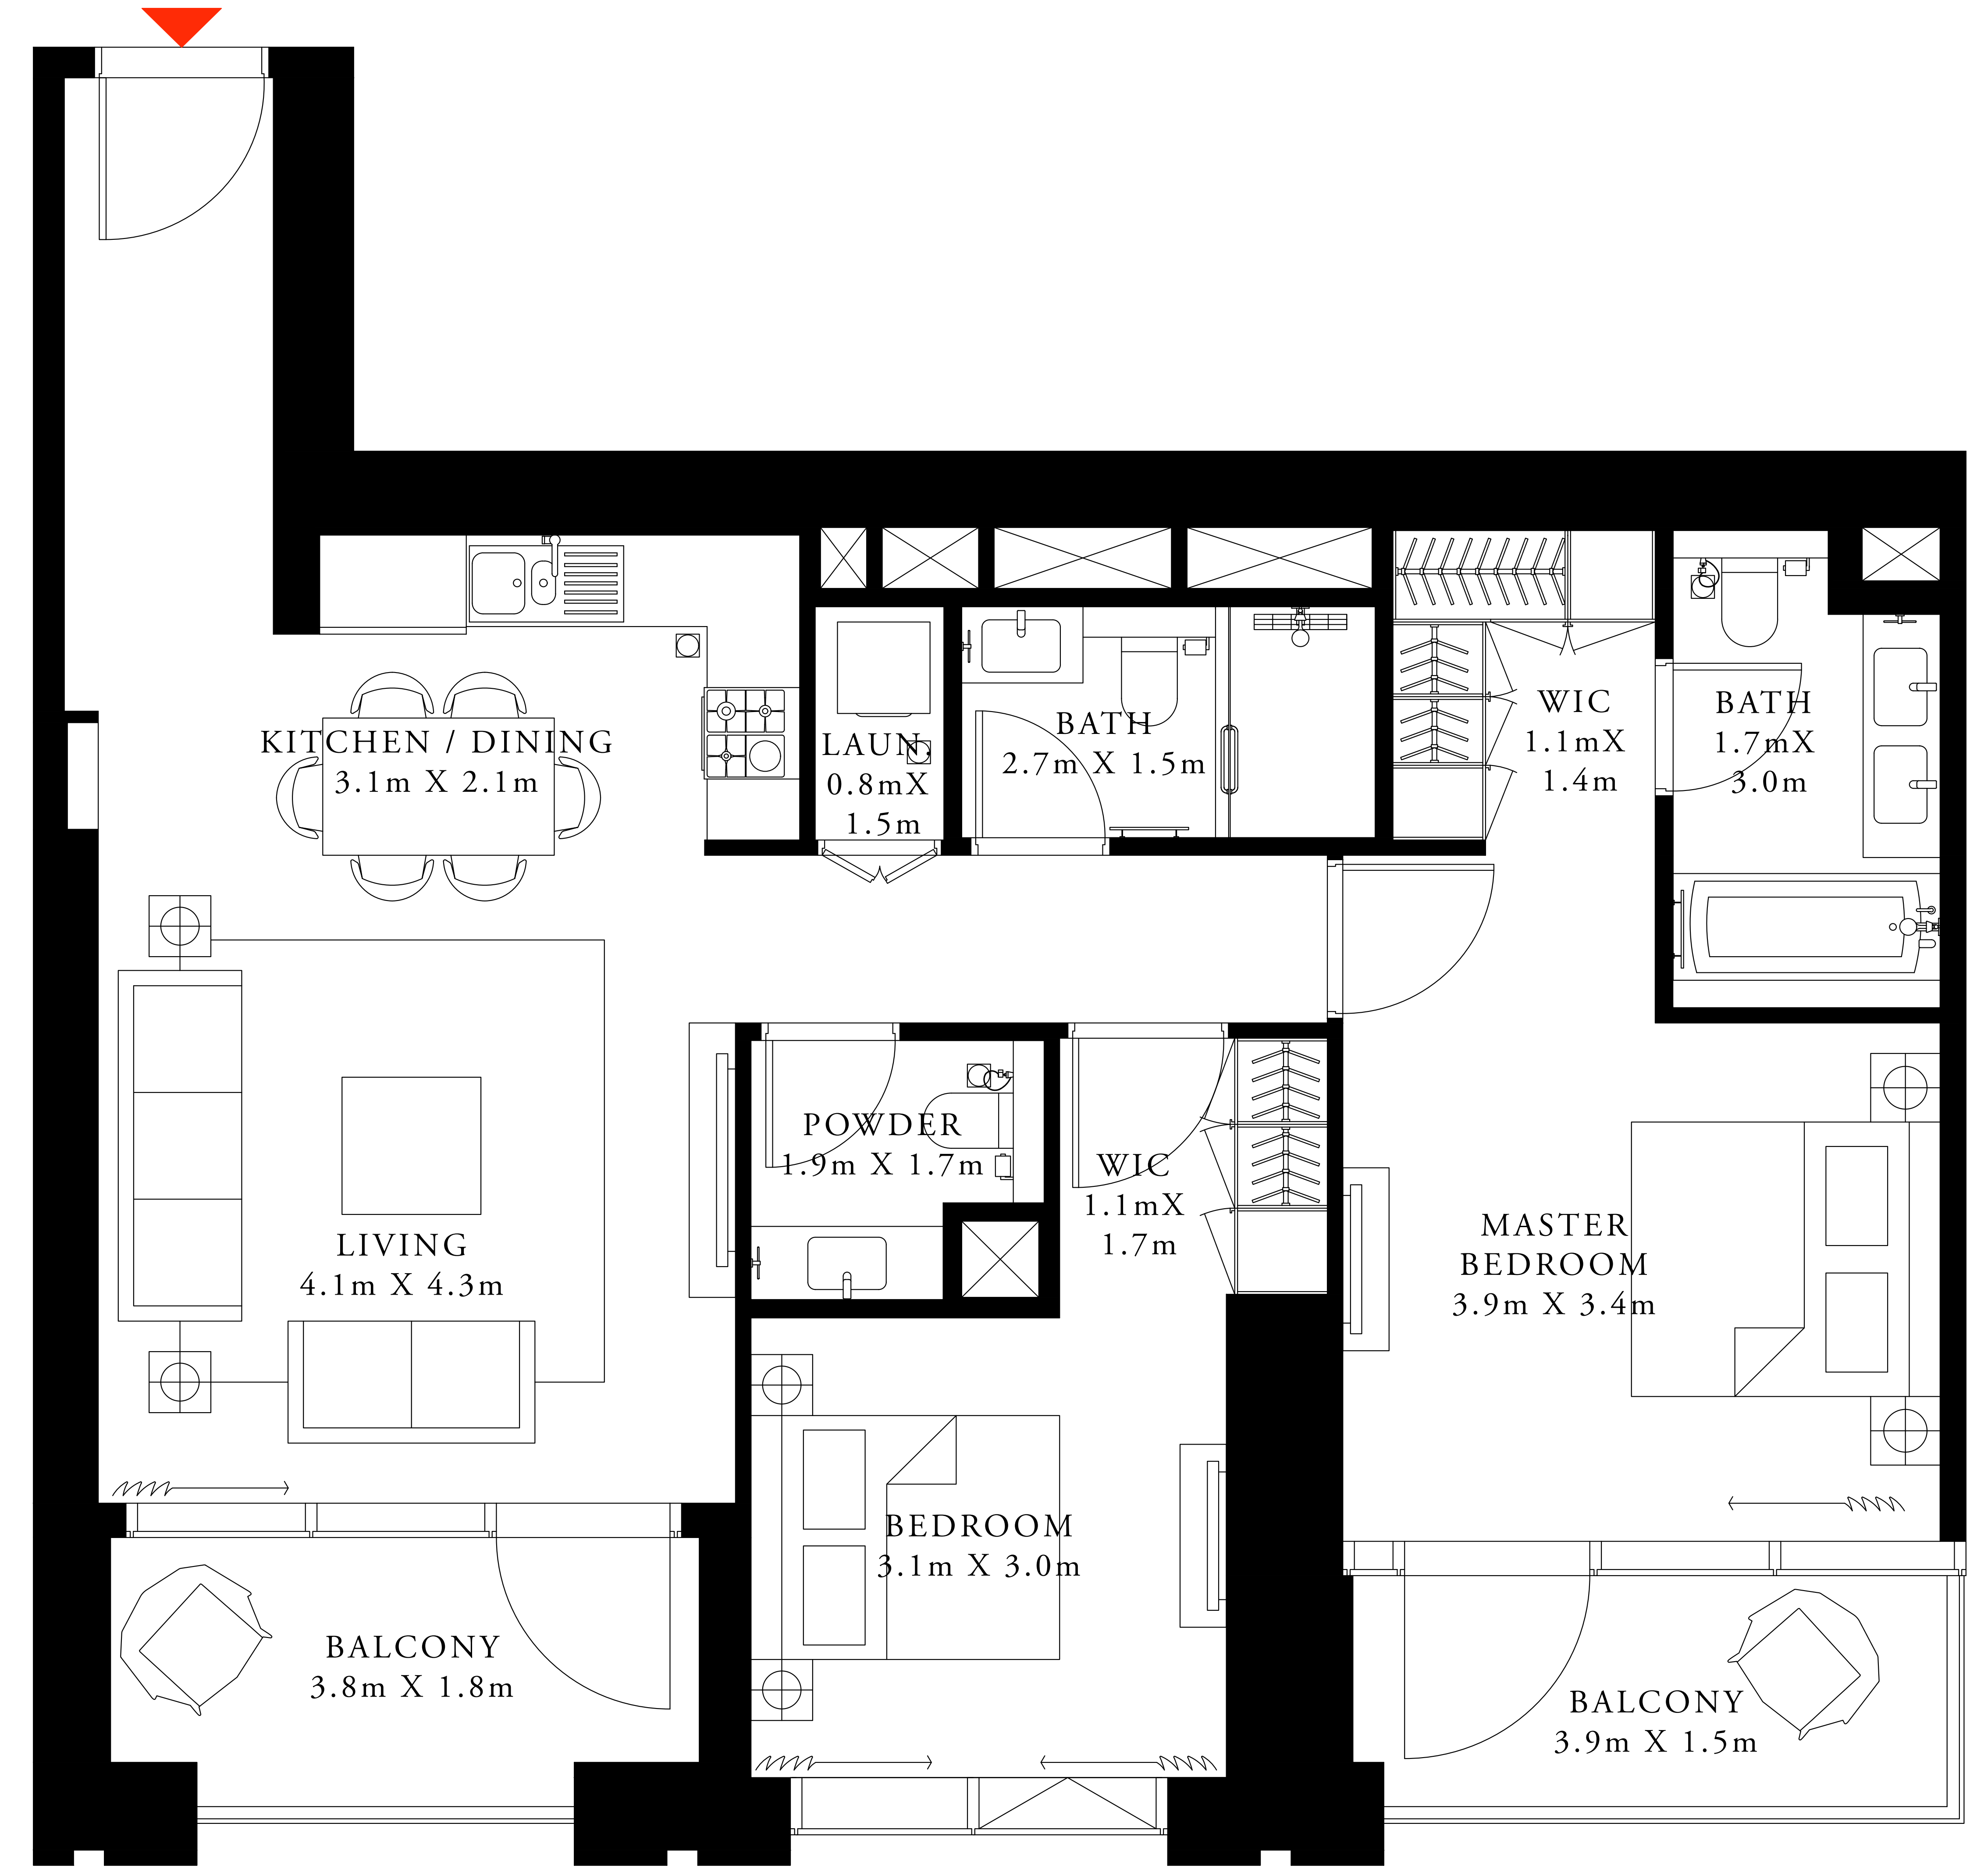 KITCHEN / DINING
3.1m X 2.1m
LAUN.
0.8mX
1.5m
BATH
2.7m X 1.5m
WIC
1.1mX
1.4m
BATH
1.7mX
3.0m
POWDER
1.9m X 1.7m
WIC
1.1mX
1.7m
LIVING
4.1m X 4.3m
MASTER
BEDROOM
3.9m X 3.4m
BEDROOM
3.1m X 3.0m
BALCONY
3.8m X 1.8m
BALCONY
3.9m X 1.5m